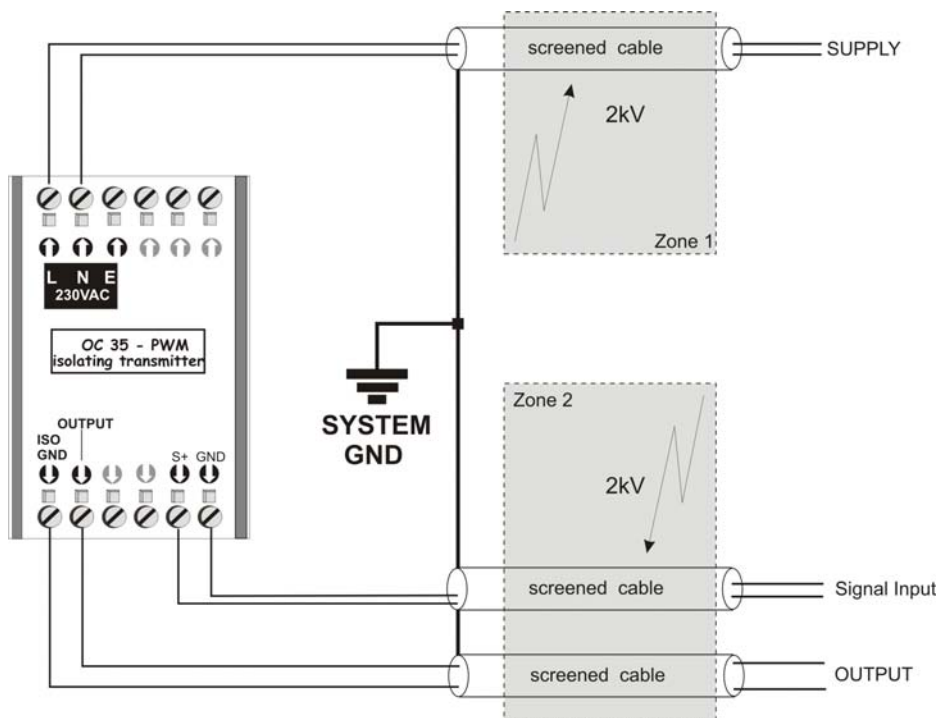 screened cable
SUPPLY
2kV
Zone 1
L N E
230VAC
OC 35 - PWM
isolating transmitter
SYSTEM
GND
Zone 2
2kV
OUTPUT
ISO
GND
S+ GND
screened cable
Signal Input
screened cable
OUTPUT